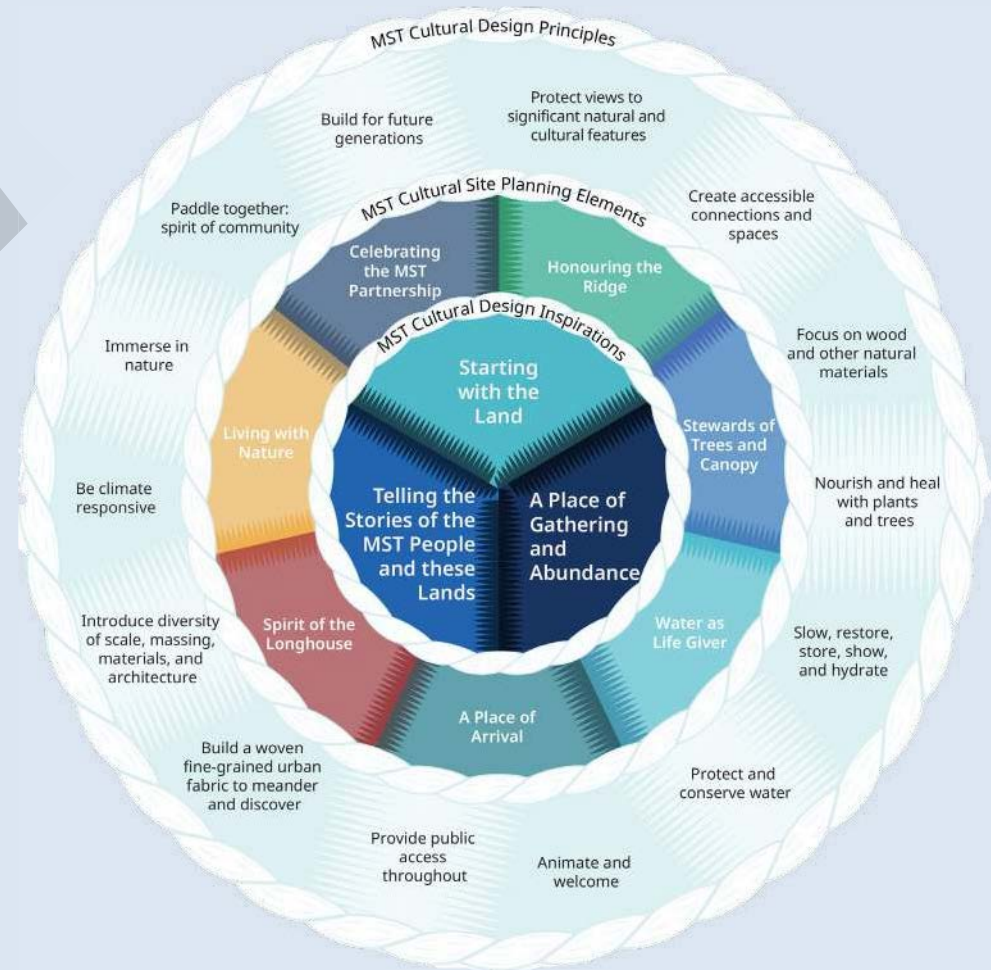 MST Cultural Design Principles
Build for future
generations
Protect views to
significant natural and
cultural features
Create accessible
connections and
spaces
Focus on wood
and other natural
materials
Nourish and heal
with plants
and trees
Slow, restore,
store, show,
and hydrate
Protect and
conserve water
Animate and
welcome
Provide public
access
throughout
Build a woven
fine-grained urban
fabric to meander
and discover
Introduce diversity
of scale, massing,
materials, and
architecture
Be climate
responsive
Immerse in
nature
Paddle together:
spirit of community
MST Cultural Site Planning Elements
Celebrating
the MST
Partnership
Honouring the
Ridge
Stewards of
Trees and
Canopy
Water as
Life Giver
A Place of
Arrival
Spirit of the
Longhouse
Living with
Nature
MST Cultural Design Inspirations
Starting
with the
Land
A Place of
Gathering
and
Abundance
Telling the
Stories of the
MST People
and these
Lands